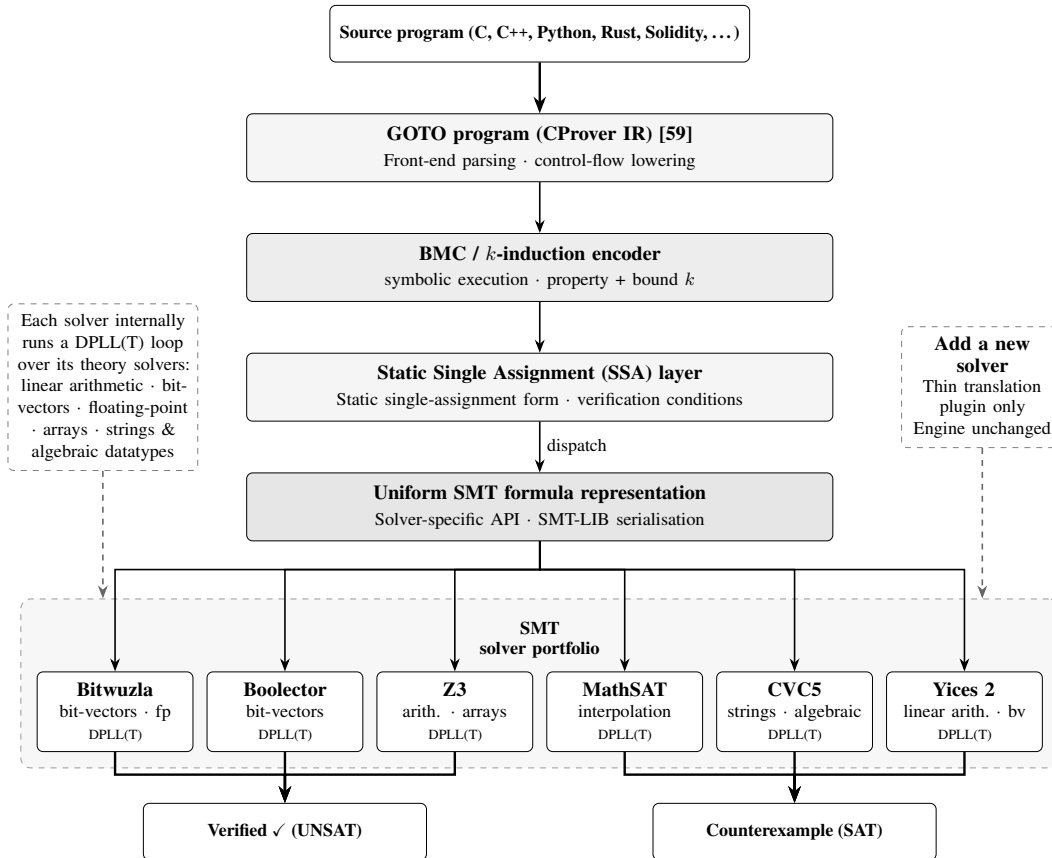 Source program (C, C++, Python, Rust, Solidity, …)
GOTO program (CProver IR) [59]
Front-end parsing · control-flow lowering
BMC / k-induction encoder
symbolic execution · property + bound k
Each solver internally
runs a DPLL(T) loop
over its theory solvers:
linear arithmetic · bit-
vectors · floating-point
· arrays · strings &
algebraic datatypes
Static Single Assignment (SSA) layer
Static single-assignment form · verification conditions
Add a new
solver
Thin translation
plugin only
Engine unchanged
dispatch
Uniform SMT formula representation
Solver-specific API · SMT-LIB serialisation
SMT
solver portfolio
Bitwuzla
bit-vectors · fp
DPLL(T)
Boolector
bit-vectors
DPLL(T)
Z3
arith. · arrays
DPLL(T)
MathSAT
interpolation
DPLL(T)
CVC5
strings · algebraic
DPLL(T)
Yices 2
linear arith. · bv
DPLL(T)
Verified ✓ (UNSAT)
Counterexample (SAT)